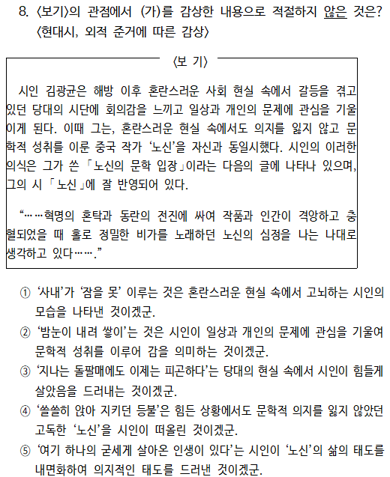 8. <보기>의 관점에서 (가)를 감상한 내용으로 적절하지 않은 것은?
<현대시, 외적 준거에 따른 감상>
<보 기>
시인 김광균은 해방 이후 혼란스러운 사회 현실 속에서 갈등을 겪고
있던 당대의 시단에 회의감을 느끼고 일상과 개인의 문제에 관심을 기울
이게 된다. 이때 그는, 혼란스러운 현실 속에서도 의지를 잃지 않고 문
학적 성취를 이룬 중국 작가 ‘노신’을 자신과 동일시했다. 시인의 이러한
의식은 그가 쓴 「노신의 문학 입장」이라는 다음의 글에 나타나 있으며,
그의 시 「노신」에 잘 반영되어 있다.
“……혁명의 혼탁과 동란의 전진에 싸여 작품과 인간이 격앙하고 충
혈되었을 때 홀로 정밀한 비가를 노래하던 노신의 심정을 나는 나대로
생각하고 있다…….”
① ‘사내’가 ‘잠을 못’ 이루는 것은 혼란스러운 현실 속에서 고뇌하는 시인의
모습을 나타낸 것이겠군.
② ‘밤눈이 내려 쌓이’는 것은 시인이 일상과 개인의 문제에 관심을 기울여
문학적 성취를 이루어 감을 의미하는 것이겠군.
③ ‘지나는 돌팔매에도 이제는 피곤하다’는 당대의 현실 속에서 시인이 힘들게
살았음을 드러내는 것이겠군.
④ ‘쓸쓸히 앉아 지키던 등불’은 힘든 상황에서도 문학적 의지를 잃지 않았던
고독한 ‘노신’을 시인이 떠올린 것이겠군.
⑤ ‘여기 하나의 굳세게 살아온 인생이 있다’는 시인이 ‘노신’의 삶의 태도를
내면화하여 의지적인 태도를 드러낸 것이겠군.